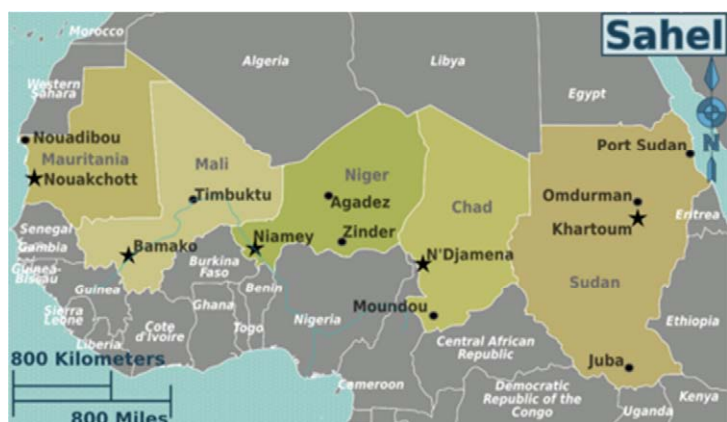 Sahel
Morocco
Algeria
Libya
Egypt
Western
Sahara
Nouadibou
Mauritania
Nouakchott
Mali
Timbuktu
Niger
Agadez
Chad
Port Sudan
Omdurman
Khartoum
N
Senegal
Gambia
Guinea-
Bissau
Bamako
Niamey
Zinder
N'Djamena
Eritrea
Burkina
Faso
Guinea
Benin
Sudan
Sierra
Leone
Ghana
Nigeria
Moundou
Ethiopia
Liberia
Cote
d'Ivoire
Togo
Central African
Republic
800 Kilometers
Juba
Cameroon
Democratic
Republic of the
Congo
Uganda
Kenya
800 Miles